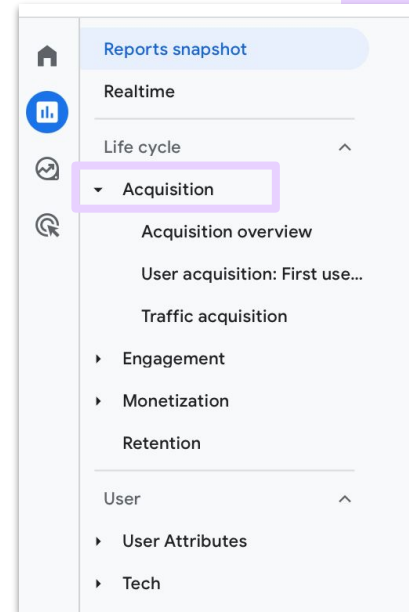 Reports snapshot
Realtime
Life cycle
Acquisition
Acquisition overview
User acquisition: First use...
Traffic acquisition
Engagement
Monetization
Retention
User
User Attributes
Tech